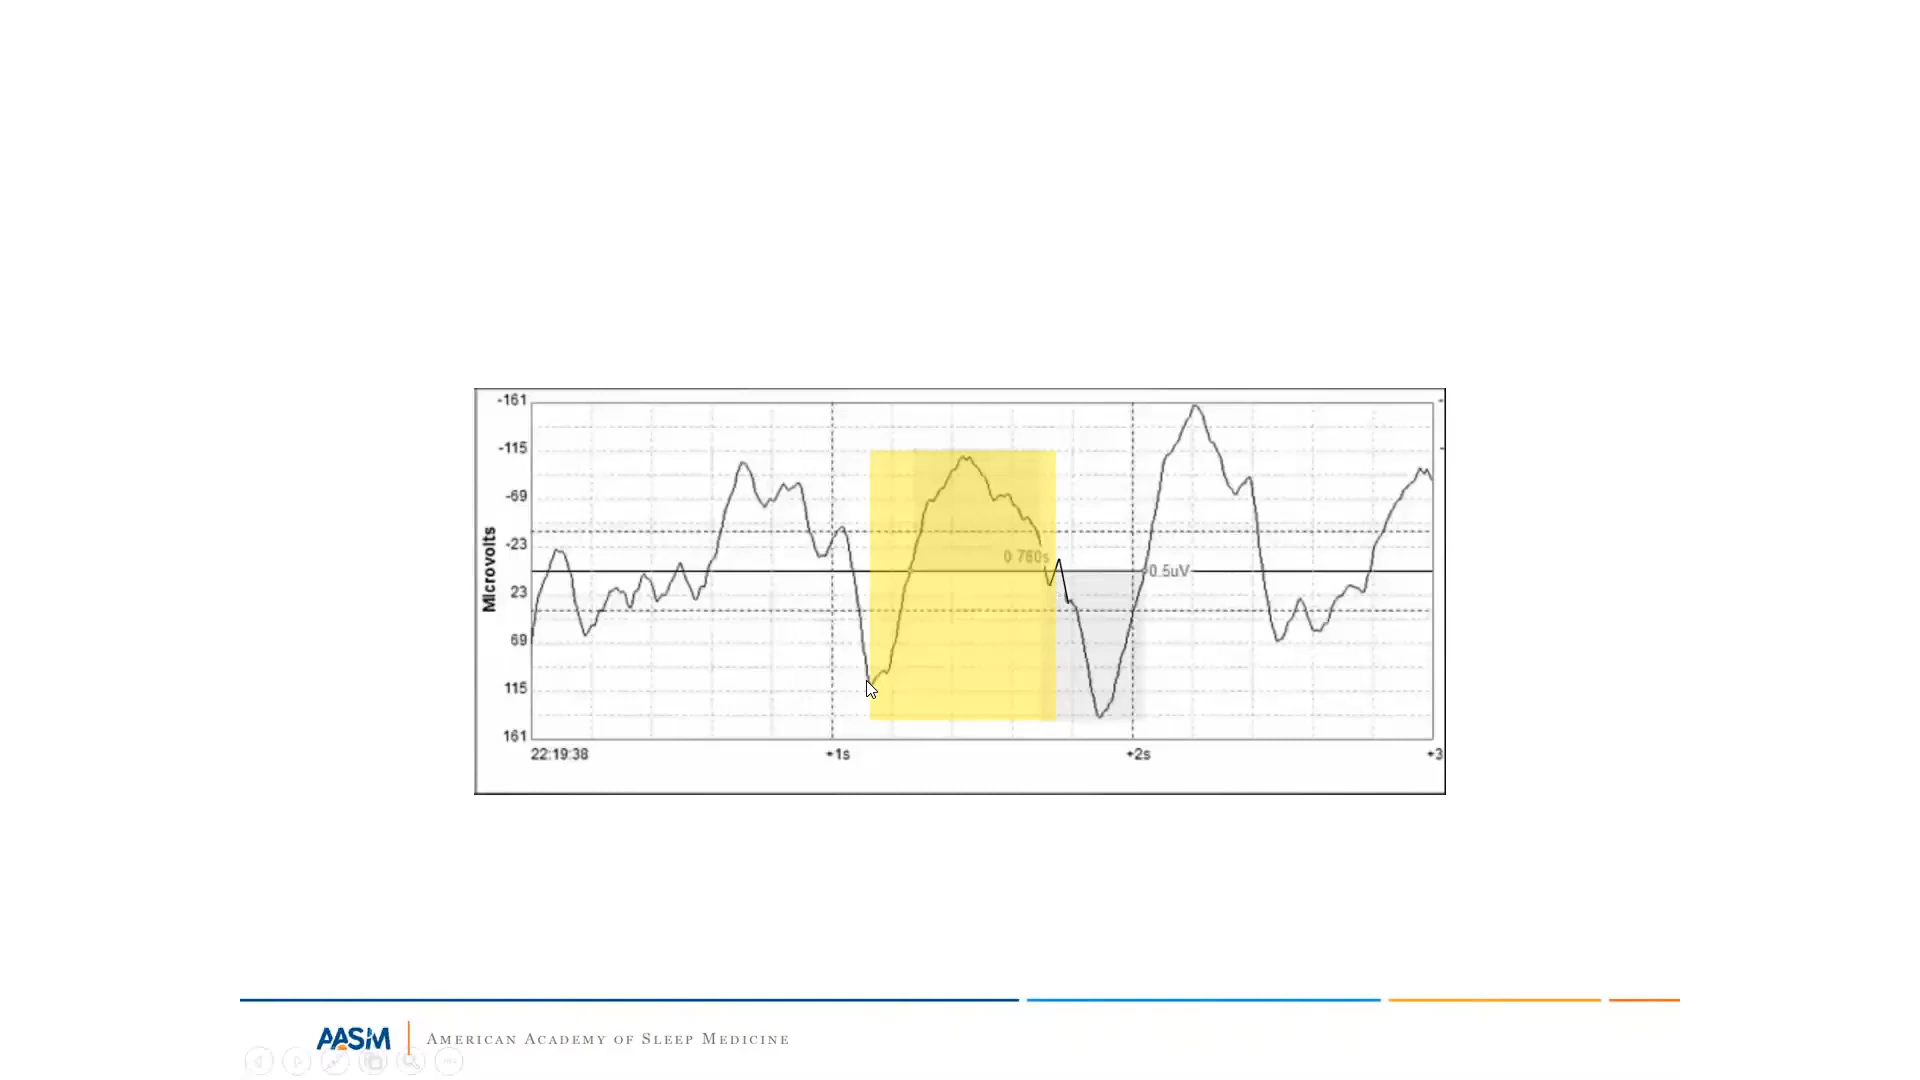 -161
-115
-69
-23
23
69
115
161
Microvolts
0.760s
0.5uV
22:19:38
+1s
+2s
+3
AASM
AMERICAN ACADEMY OF SLEEP MEDICINE